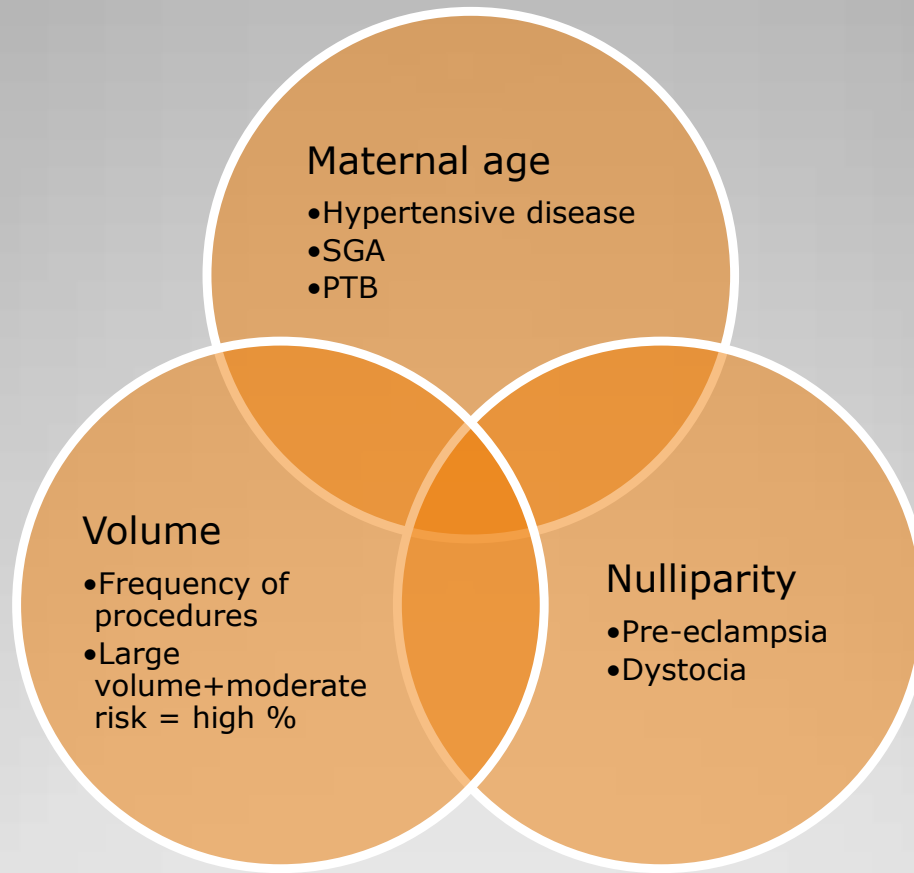 Maternal age
•Hypertensive disease
•SGA
•PTB
Volume
•Frequency of
procedures
•Large
volume+moderate
risk = high %
Nulliparity
•Pre-eclampsia
•Dystocia